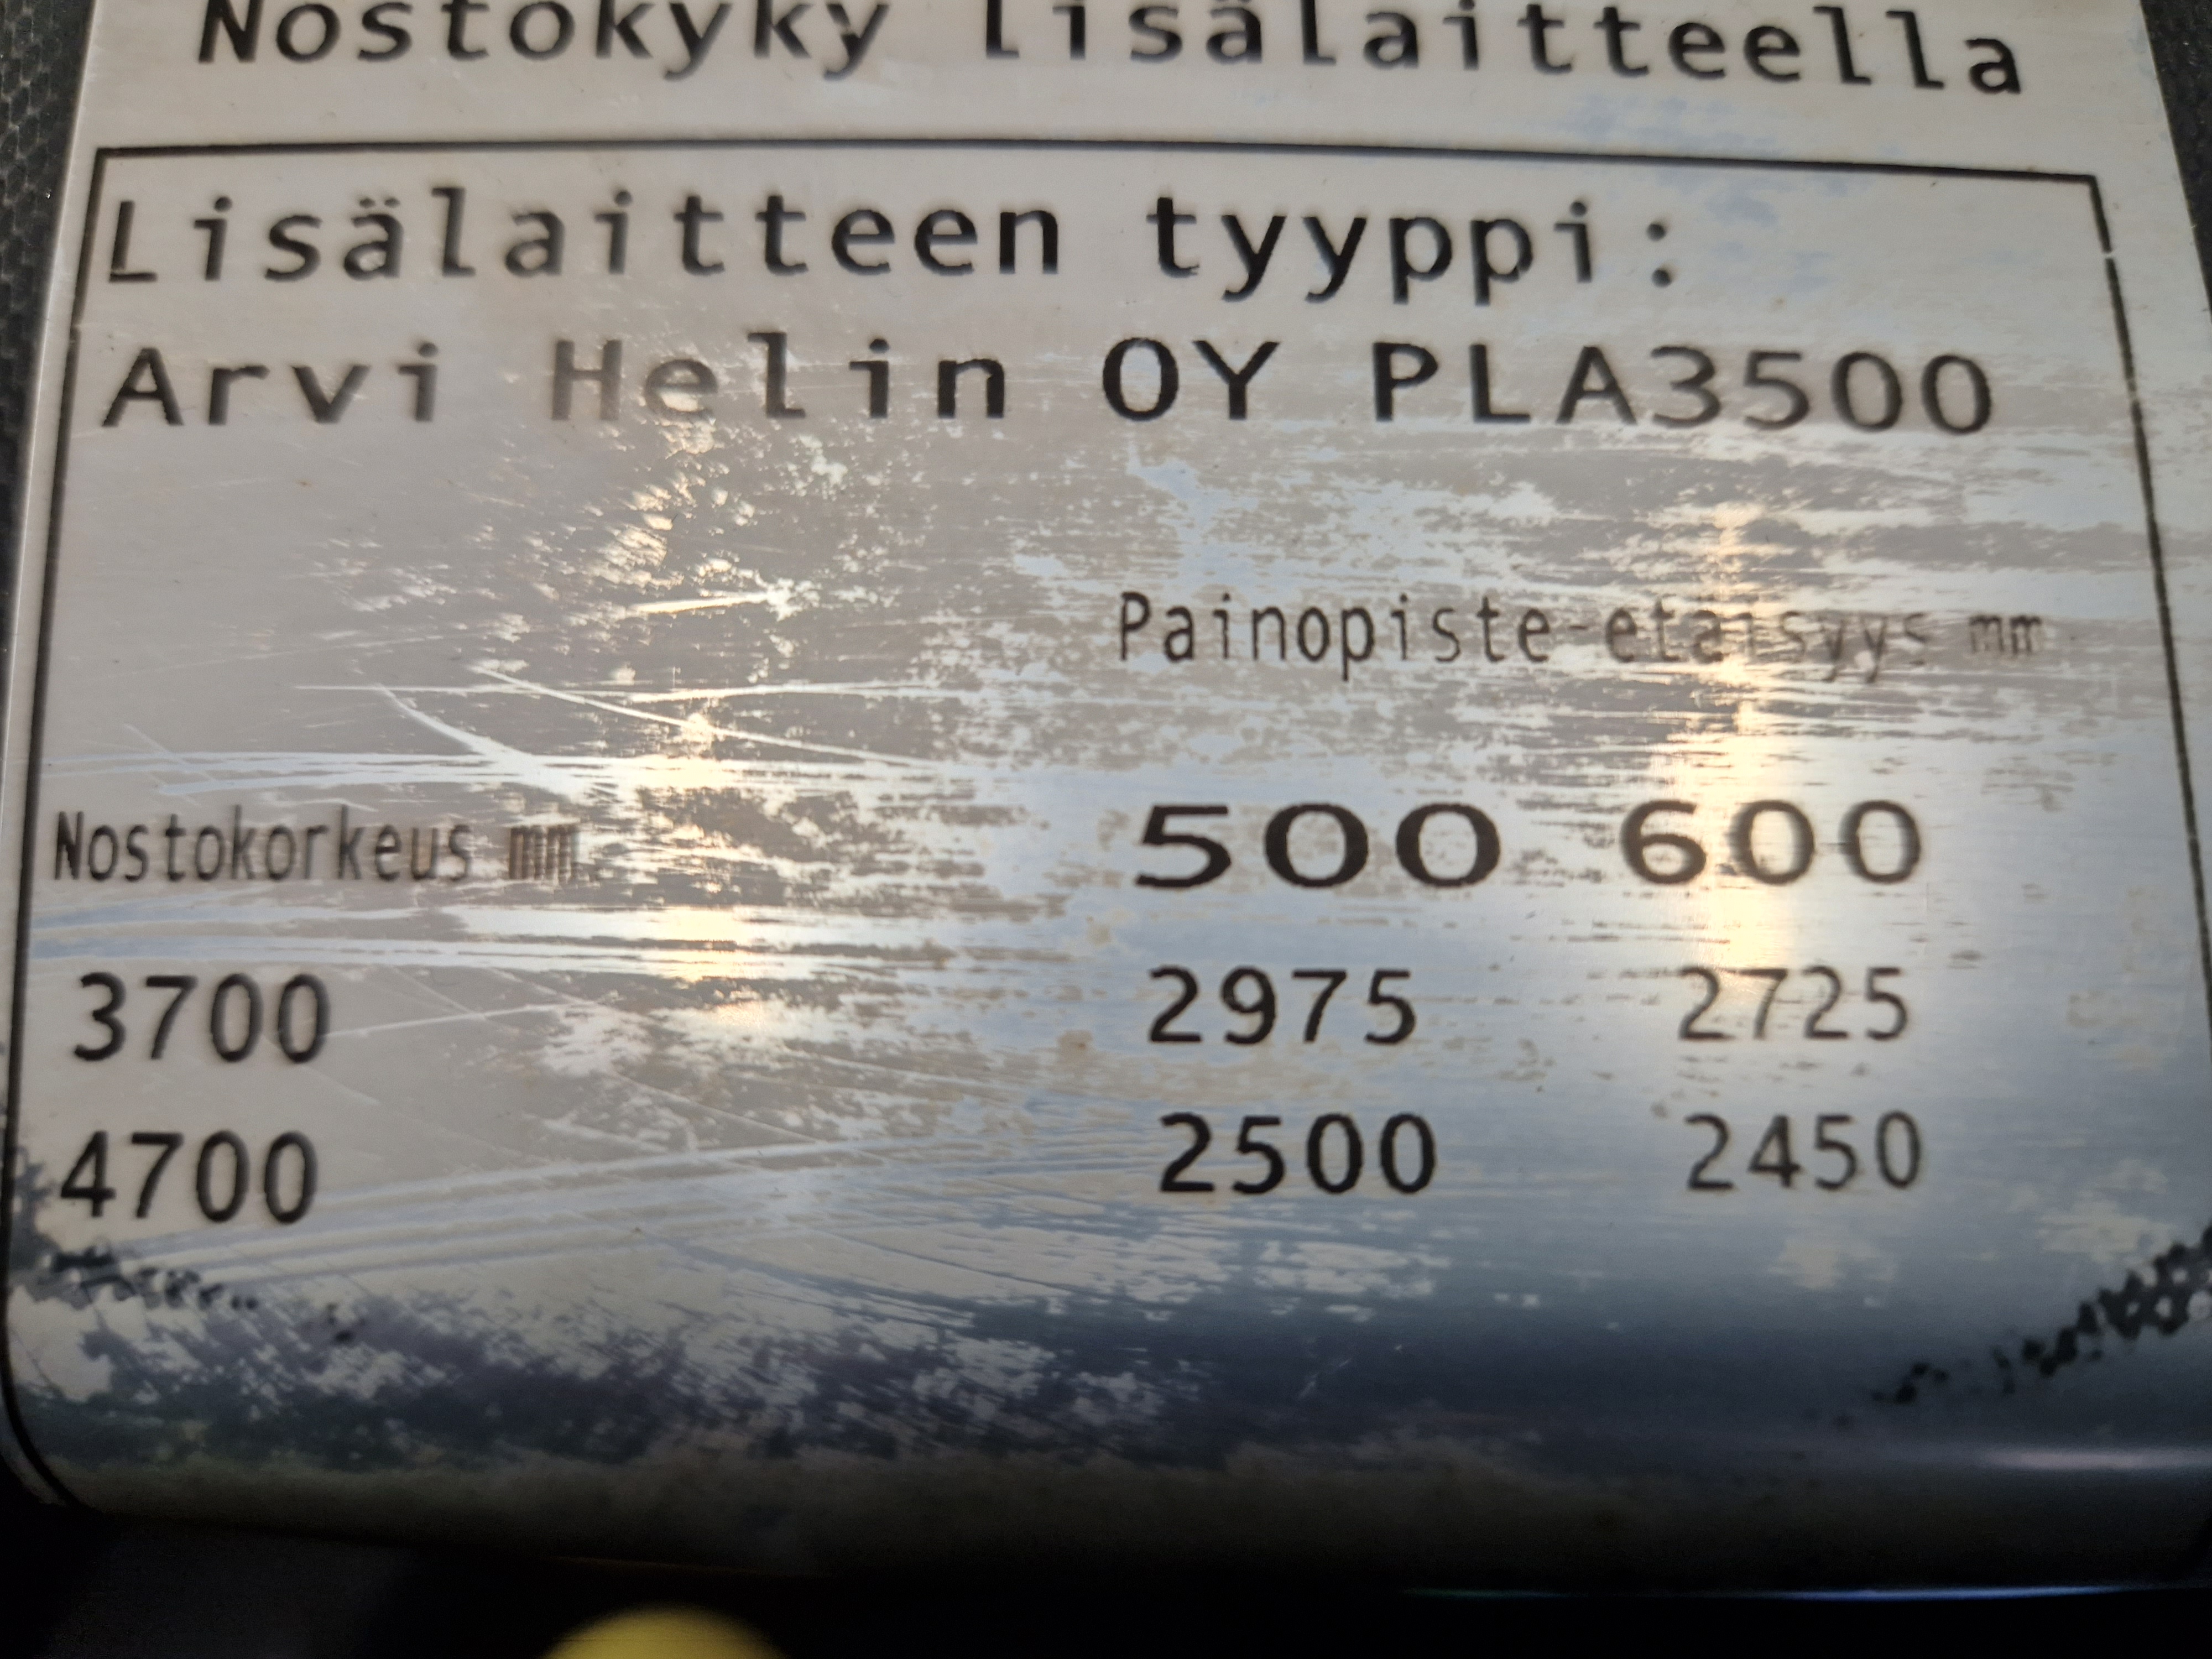 Nostokyky lisälaitteella
Lisälaitteen tyyppi:
Arvi Helin OY PLA3500
Painopiste-etäisyys mm
Nostokorkeus mm 500 600
3700 2975 2725
4700 2500 2450